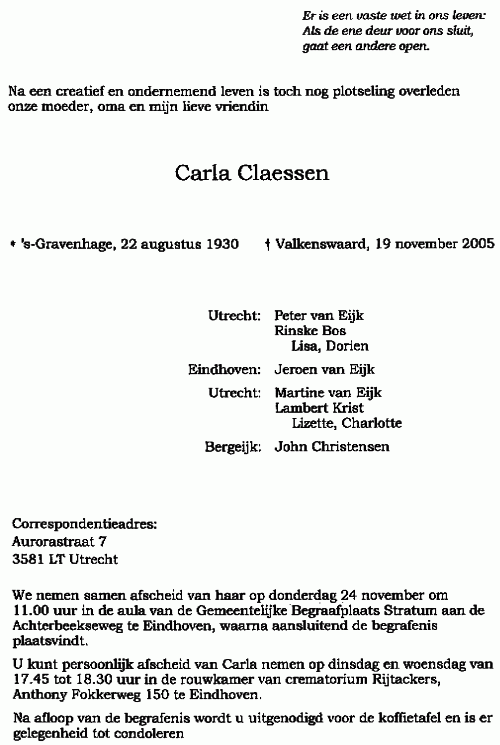 Er is een vaste wet in ons leven:
Als de ene deur voor ons sluit,
gaat een andere open.
Na een creatief en ondernemend leven is toch nog plotseling overleden
onze moeder, oma en mijn lieve vriendin
Carla Claessen
* 's-Gravenhage, 22 augustus 1930 † Valkenswaard, 19 november 2005
Utrecht: Peter van Eijk
Rinske Bos
Lisa, Dorien
Eindhoven: Jeroen van Eijk
Utrecht: Martine van Eijk
Lambert Krist
Lizette, Charlotte
Bergeijk: John Christensen
Correspondentieadres:
Aurorastraat 7
3581 LT Utrecht
We nemen samen afscheid van haar op donderdag 24 november om
11.00 uur in de aula van de Gemeentelijke Begraafplaats Stratum aan de
Achterbeekseweg te Eindhoven, waarna aansluitend de begrafenis
plaatsvindt.
U kunt persoonlijk afscheid van Carla nemen op dinsdag en woensdag van
17.45 tot 18.30 uur in de rouwkamer van crematorium Rijtackers,
Anthony Fokkerweg 150 te Eindhoven.
Na afloop van de begrafenis wordt u uitgenodigd voor de koffietafel en is er
gelegenheid tot condoleren